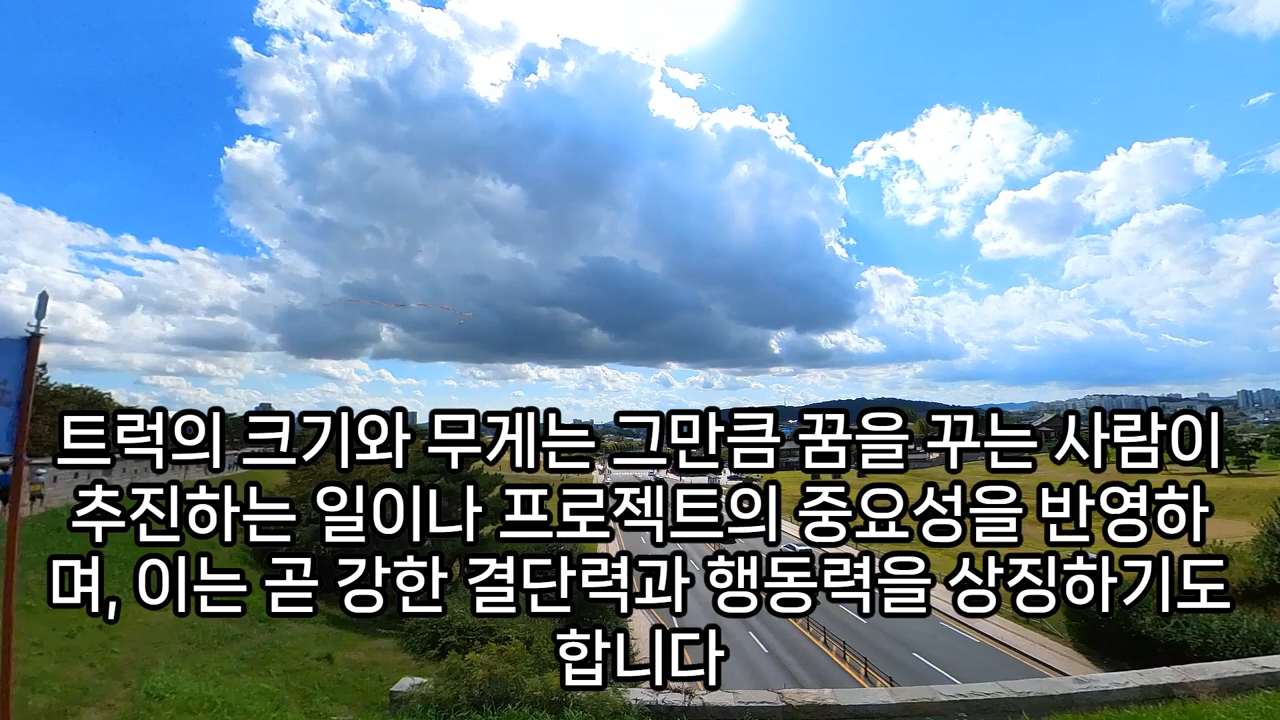 트럭의 크기와 무게는 그만큼 꿈을 꾸는 사람이
추진하는 일이나 프로젝트의 중요성을 반영하
며, 이는 곧 강한 결단력과 행동력을 상징하기도
합니다